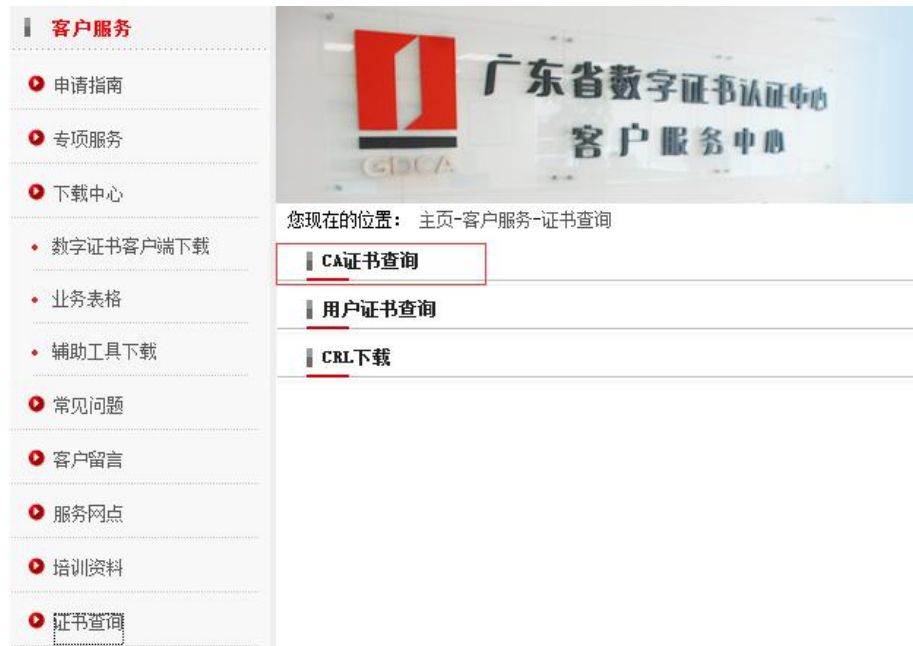 客户服务
申请指南
专项服务
下载中心
数字证书客户端下载
业务表格
辅助工具下载
常见问题
客户留言
服务网点
培训资料
证书查询
广东省数字证书认证中心
客户服务中心
GDCA
您现在的位置： 主页-客户服务-证书查询
CA证书查询
用户证书查询
CRL下载